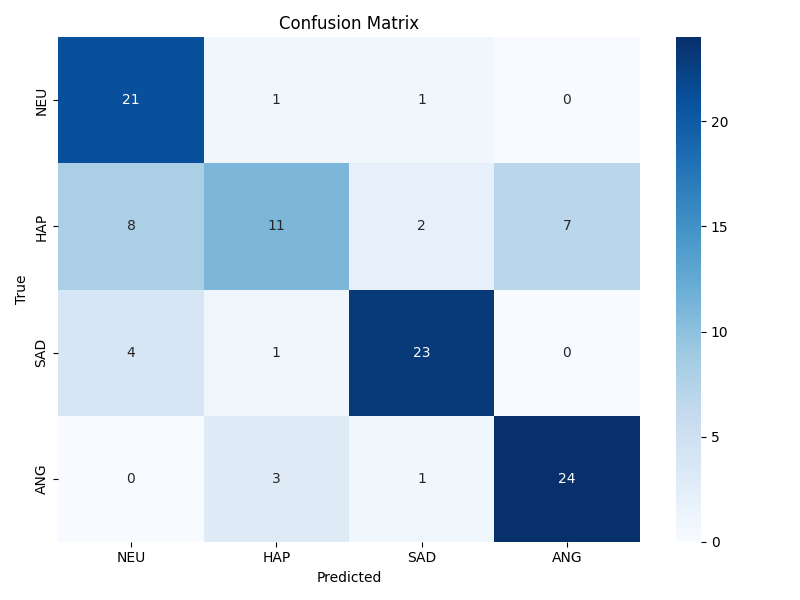 Confusion Matrix
NEU 21 1 1 0
HAP 8 11 2 7
SAD 4 1 23 0
ANG 0 3 1 24
NEU HAP SAD ANG
Predicted
True
20
15
10
5
0